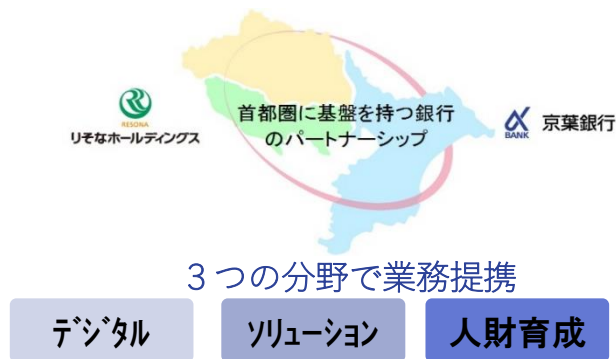 首都圏に基盤を持つ銀行
のパートナーシップ
RESONA
りそなホールディングス
α
BANK
京葉銀行
3つの分野で業務提携
デジタル
ソリューション
人財育成